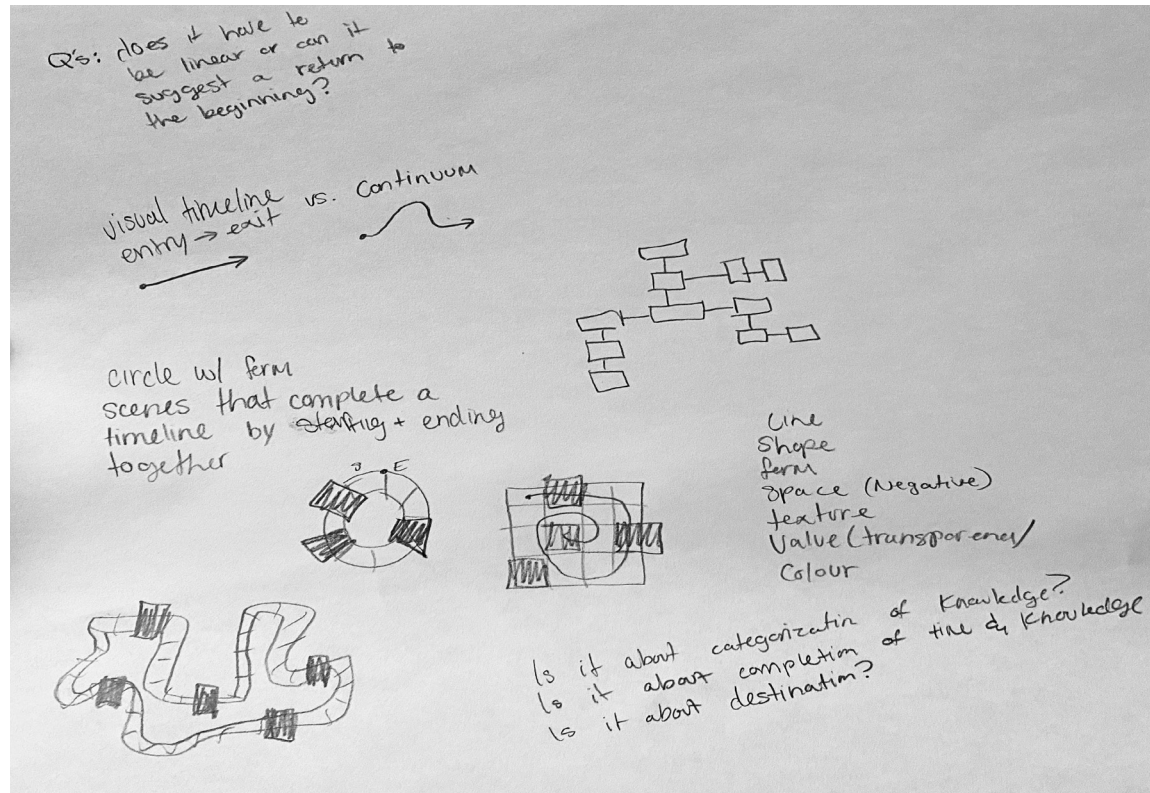 Q's: does it have to
be linear or can it
suggest a return to
the beginning?
visual timeline vs. continuum
entry → exit
circle w/ form
scenes that complete a
timeline by starting + ending
together
S E
Line
Shape
form
Space (Negative)
texture
Value (transparency)
Colour
Is it about categorizatin of Knowledge?
Is it about completion of time & Knowledge
Is it about destination?